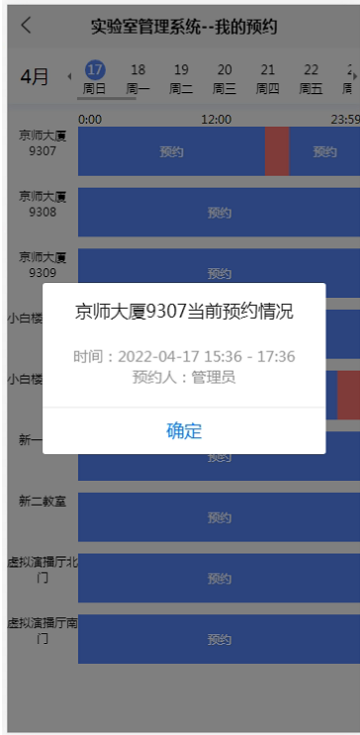 实验室管理系统--我的预约
4月
17 18 19 20 21 22
周日 周一 周二 周三 周四 周五 周
0:00 12:00 23:59
京师大厦
9307
预约 预约
京师大厦
9308
预约
京师大厦
9309
预约
京师大厦9307当前预约情况
时间：2022-04-17 15:36 - 17:36
预约人：管理员
确定
小白楼
小白楼
新一
预约
新二教室
预约
虚拟演播厅北
门
预约
虚拟演播厅南
门
预约